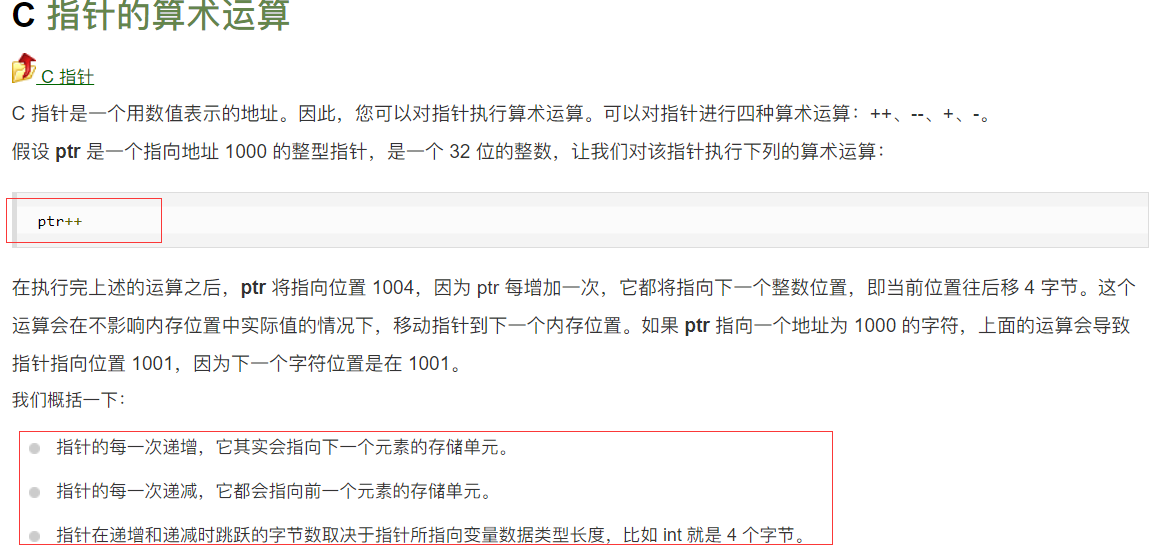 C 指针的算术运算
C 指针
C 指针是一个用数值表示的地址。因此，您可以对指针执行算术运算。可以对指针进行四种算术运算：++、--、+、-。
假设 ptr 是一个指向地址 1000 的整型指针，是一个 32 位的整数，让我们对该指针执行下列的算术运算：
ptr++
在执行完上述的运算之后，ptr 将指向位置 1004，因为 ptr 每增加一次，它都将指向下一个整数位置，即当前位置往后移 4 字节。这个
运算会在不影响内存位置中实际值的情况下，移动指针到下一个内存位置。如果 ptr 指向一个地址为 1000 的字符，上面的运算会导致
指针指向位置 1001，因为下一个字符位置是在 1001。
我们概括一下：
指针的每一次递增，它其实会指向下一个元素的存储单元。
指针的每一次递减，它都会指向前一个元素的存储单元。
指针在递增和递减时跳跃的字节数取决于指针所指向变量数据类型长度，比如 int 就是 4 个字节。